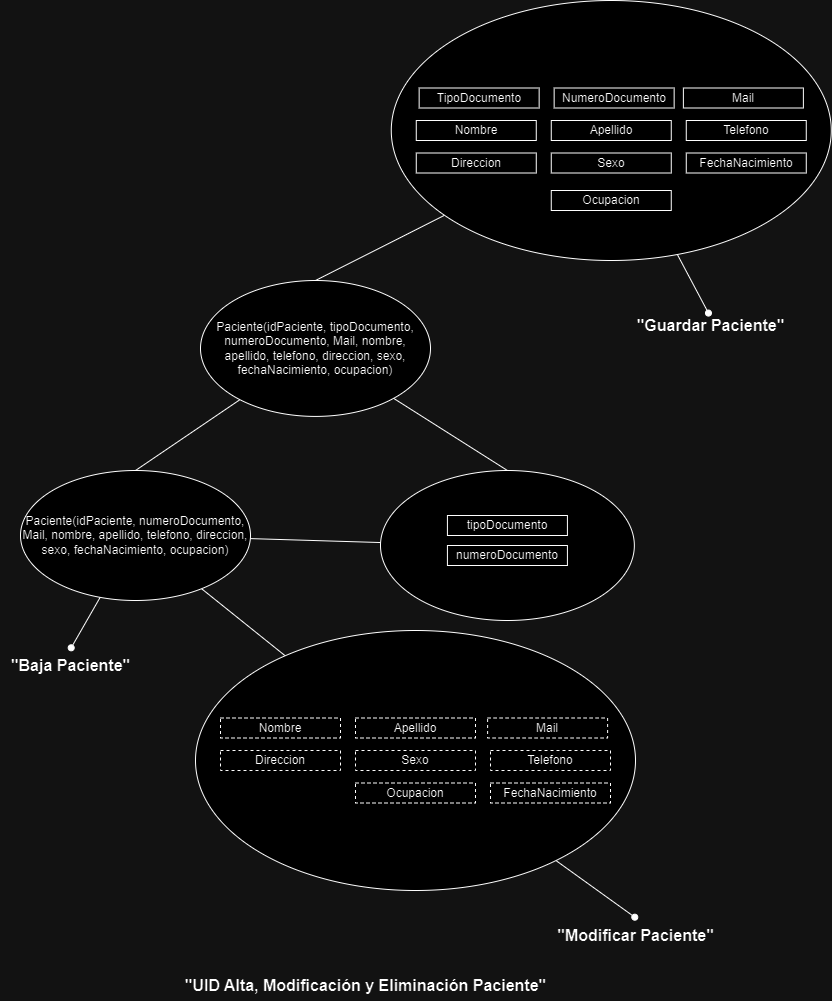 TipoDocumento
NumeroDocumento
Mail
Nombre
Apellido
Telefono
Direccion
Sexo
FechaNacimiento
Ocupacion
"Guardar Paciente"
Paciente(idPaciente, tipoDocumento,
numeroDocumento, Mail, nombre,
apellido, telefono, direccion, sexo,
fechaNacimiento, ocupacion)
Paciente(idPaciente, numeroDocumento,
Mail, nombre, apellido, telefono, direccion,
sexo, fechaNacimiento, ocupacion)
tipoDocumento
numeroDocumento
"Baja Paciente"
Nombre
Apellido
Mail
Direccion
Sexo
Telefono
Ocupacion
FechaNacimiento
"Modificar Paciente"
"UID Alta, Modificación y Eliminación Paciente"